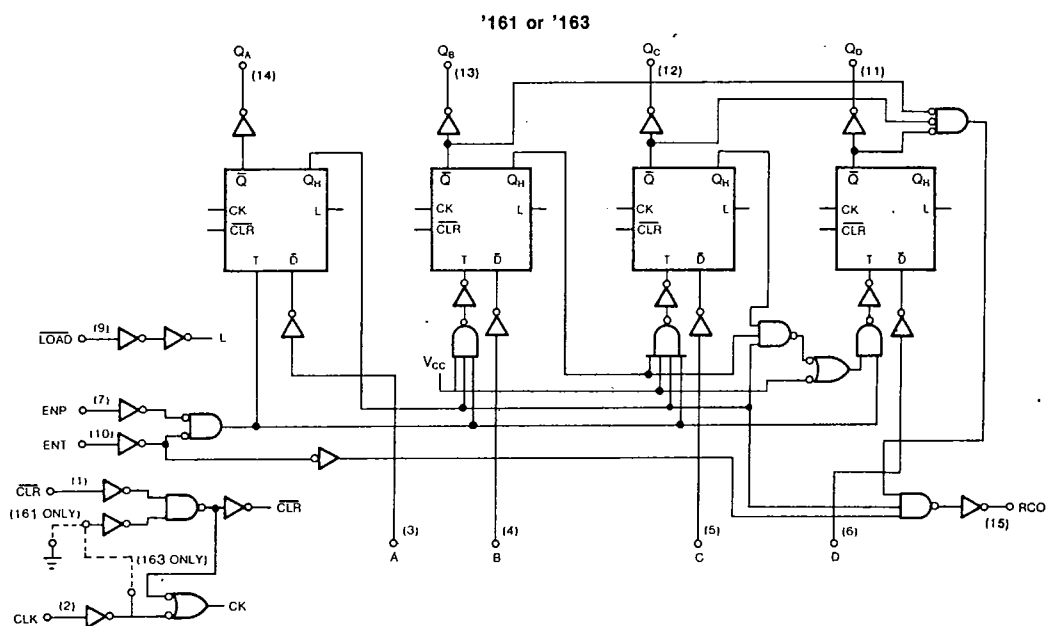 '161 or '163
QA QB QC QD
(14) (13) (12) (11)
Q̄ QH Q̄ QH Q̄ QH Q̄
CK L CK L CK L CK L
C̄L̄R̄ C̄L̄R̄ C̄L̄R̄ C̄L̄R̄
T D̄ T D̄ T D̄ T D̄
L̄ŌĀD̄ (9) L
VCC
ENP (7)
ENT (10)
C̄L̄R̄ (1) C̄L̄R̄
(161 ONLY)
(163 ONLY)
CLK (2) CK
(3) (4) (5) (6) (15)
A B C D RCO